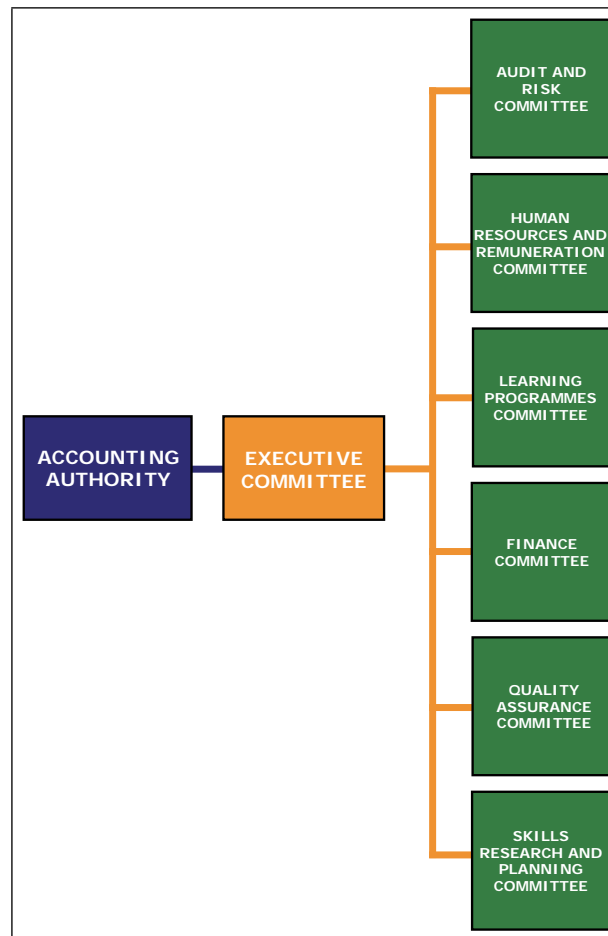 AUDIT AND
RISK
COMMITTEE
HUMAN
RESOURCES AND
REMUNERATION
COMMITTEE
LEARNING
PROGRAMMES
COMMITTEE
ACCOUNTING
AUTHORITY
EXECUTIVE
COMMITTEE
FINANCE
COMMITTEE
QUALITY
ASSURANCE
COMMITTEE
SKILLS
RESEARCH AND
PLANNING
COMMITTEE